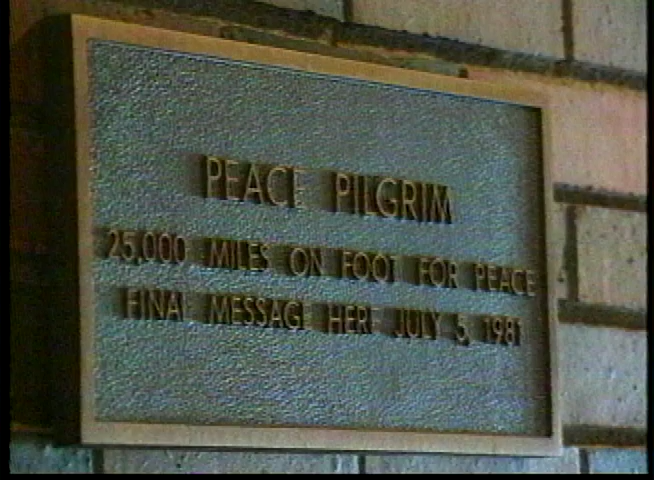 PEACE PILGRIM
25,000 MILES ON FOOT FOR PEACE
FINAL MESSAGE HERE JULY 5, 1981